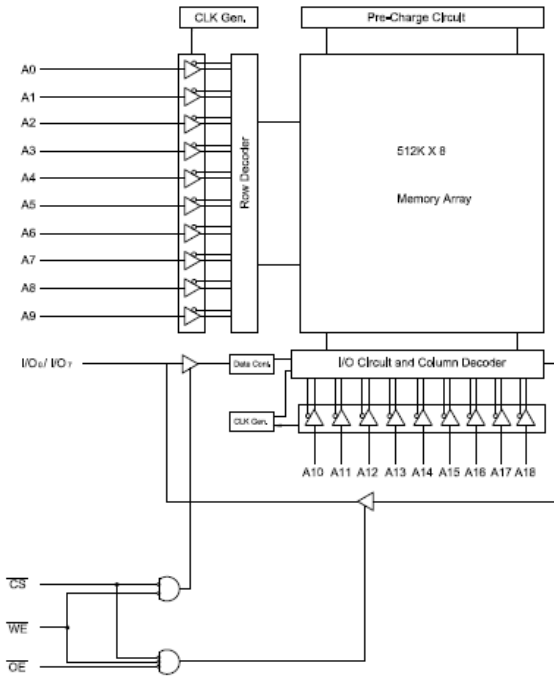 CLK Gen.
Pre-Charge Circuit
A0
A1
A2
A3
A4
A5
A6
A7
A8
A9
Row Decoder
512K X 8
Memory Array
I/O₀/ I/O₇
Data Cont.
I/O Circuit and Column Decoder
CLK Gen.
A10 A11 A12 A13 A14 A15 A16 A17 A18
CS
WE
OE